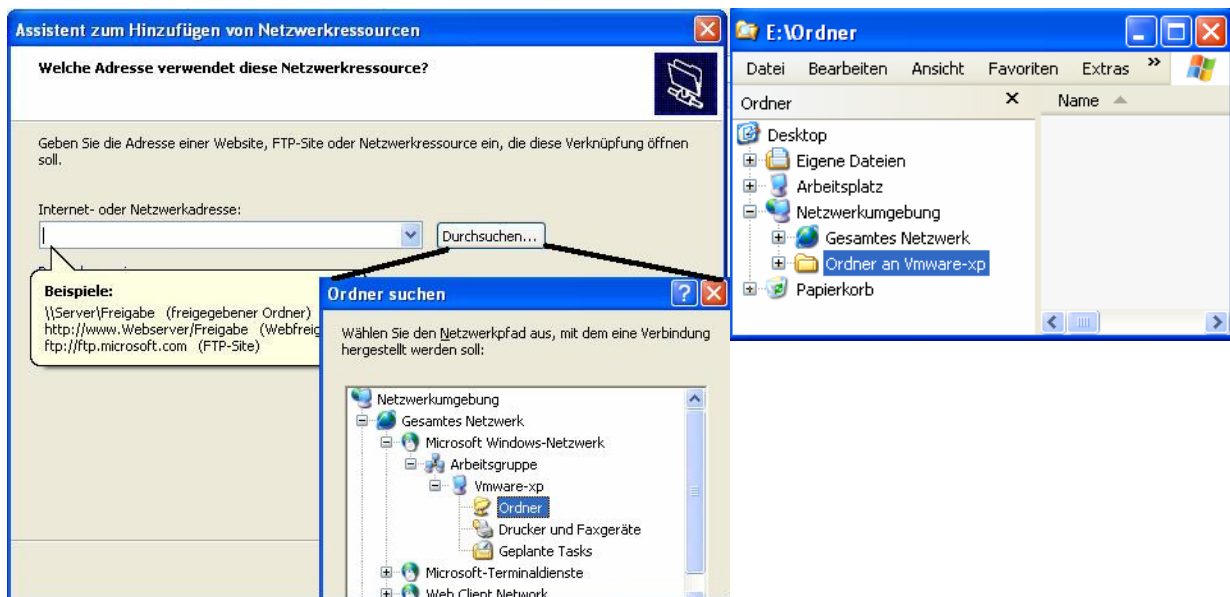 Assistent zum Hinzufügen von Netzwerkressourcen
Welche Adresse verwendet diese Netzwerkressource?
Geben Sie die Adresse einer Website, FTP-Site oder Netzwerkressource ein, die diese Verknüpfung öffnen
soll.
Internet- oder Netzwerkadresse:
Durchsuchen...
Beispiele:
\\Server\Freigabe (freigegebener Ordner)
http://www.Webserver/Freigabe (Webfreig
ftp://ftp.microsoft.com (FTP-Site)
Ordner suchen
Wählen Sie den Netzwerkpfad aus, mit dem eine Verbindung
hergestellt werden soll:
Netzwerkumgebung
Gesamtes Netzwerk
Microsoft Windows-Netzwerk
Arbeitsgruppe
Vmware-xp
Ordner
Drucker und Faxgeräte
Geplante Tasks
Microsoft-Terminaldienste
Web Client Network
E:\Ordner
Datei Bearbeiten Ansicht Favoriten Extras »
Ordner
Name
Desktop
Eigene Dateien
Arbeitsplatz
Netzwerkumgebung
Gesamtes Netzwerk
Ordner an Vmware-xp
Papierkorb